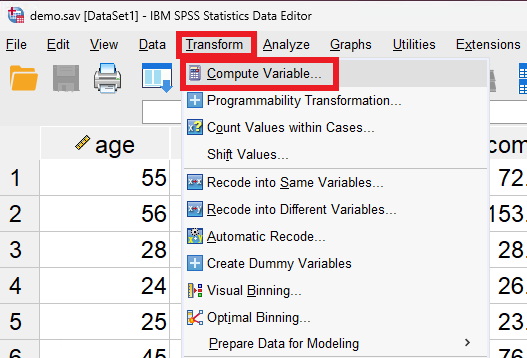 demo.sav [DataSet1] - IBM SPSS Statistics Data Editor
File Edit View Data Transform Analyze Graphs Utilities Extensions
Compute Variable...
Programmability Transformation...
Count Values within Cases...
Shift Values...
Recode into Same Variables...
Recode into Different Variables...
Automatic Recode...
Create Dummy Variables
Visual Binning...
Optimal Binning...
Prepare Data for Modeling
age com
1 55 72.
2 56 153.
3 28 28.
4 24 26.
5 25 23.
6 45